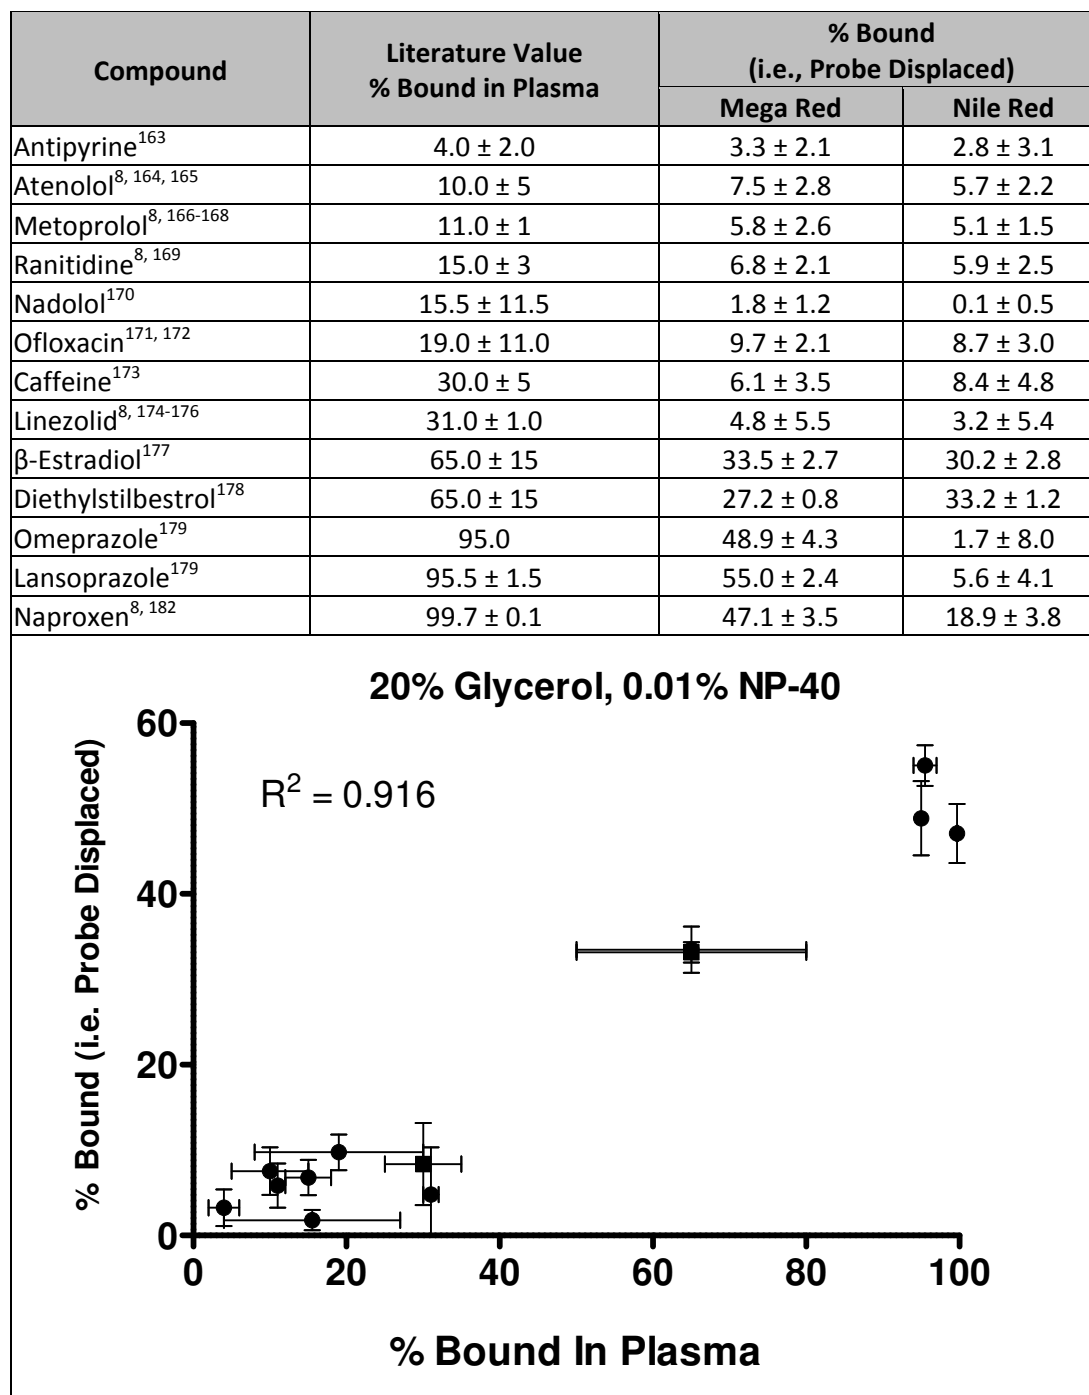 Compound
Literature Value
% Bound in Plasma
% Bound
(i.e., Probe Displaced)
Mega Red
Nile Red
Antipyrine163 4.0 ± 2.0 3.3 ± 2.1 2.8 ± 3.1
Atenolol8, 164, 165 10.0 ± 5 7.5 ± 2.8 5.7 ± 2.2
Metoprolol8, 166-168 11.0 ± 1 5.8 ± 2.6 5.1 ± 1.5
Ranitidine8, 169 15.0 ± 3 6.8 ± 2.1 5.9 ± 2.5
Nadolol170 15.5 ± 11.5 1.8 ± 1.2 0.1 ± 0.5
Ofloxacin171, 172 19.0 ± 11.0 9.7 ± 2.1 8.7 ± 3.0
Caffeine173 30.0 ± 5 6.1 ± 3.5 8.4 ± 4.8
Linezolid8, 174-176 31.0 ± 1.0 4.8 ± 5.5 3.2 ± 5.4
β-Estradiol177 65.0 ± 15 33.5 ± 2.7 30.2 ± 2.8
Diethylstilbestrol178 65.0 ± 15 27.2 ± 0.8 33.2 ± 1.2
Omeprazole179 95.0 48.9 ± 4.3 1.7 ± 8.0
Lansoprazole179 95.5 ± 1.5 55.0 ± 2.4 5.6 ± 4.1
Naproxen8, 182 99.7 ± 0.1 47.1 ± 3.5 18.9 ± 3.8
20% Glycerol, 0.01% NP-40
R2 = 0.916
% Bound (i.e. Probe Displaced)
60
40
20
0
0 20 40 60 80 100
% Bound In Plasma